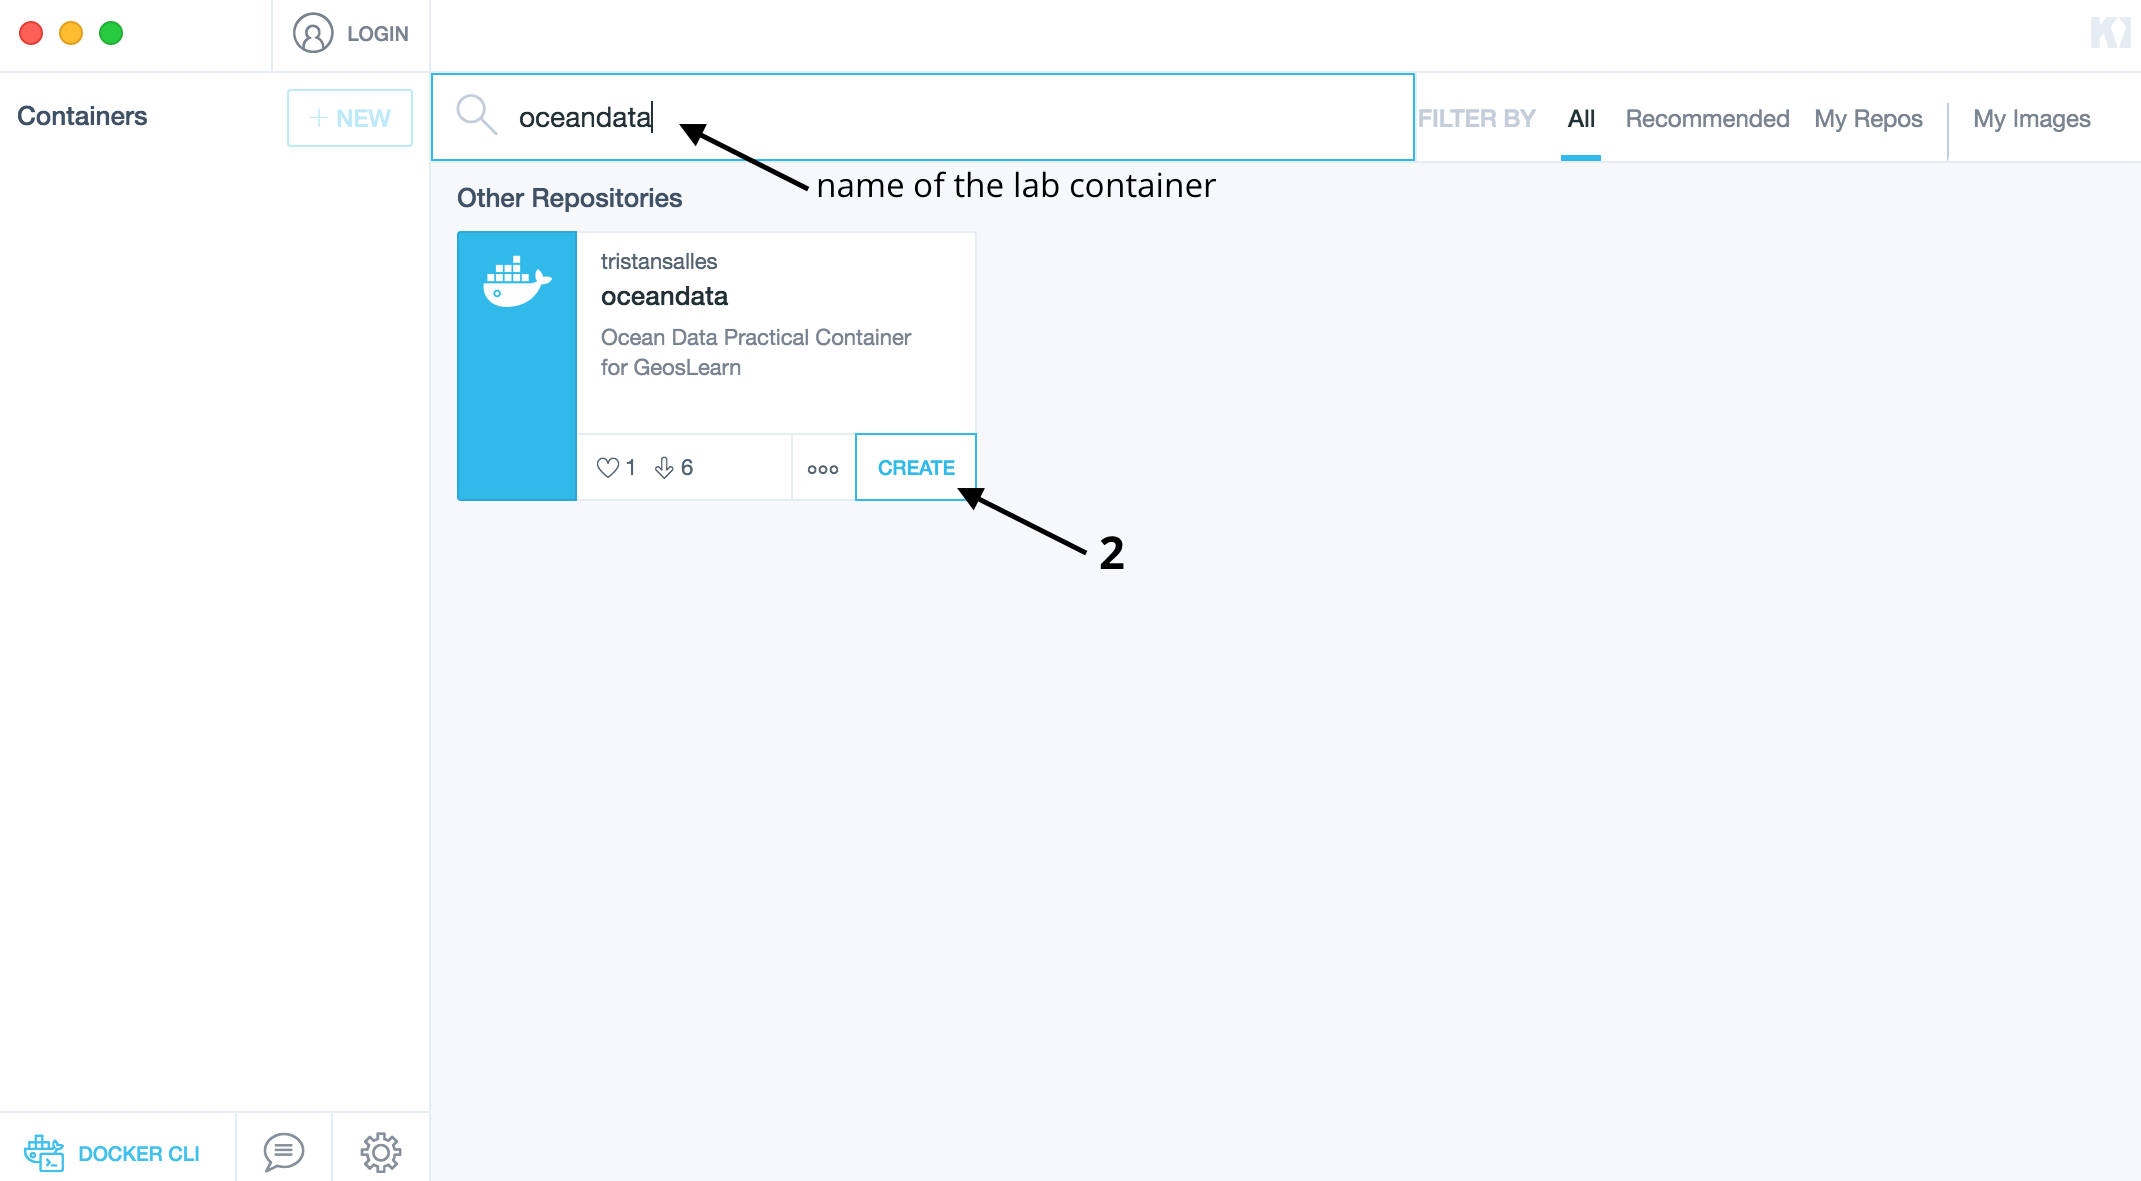 LOGIN
Containers
+ NEW
oceandata
FILTER BY All Recommended My Repos My Images
name of the lab container
Other Repositories
tristansalles
oceandata
Ocean Data Practical Container
for GeosLearn
1 6
CREATE
2
DOCKER CLI